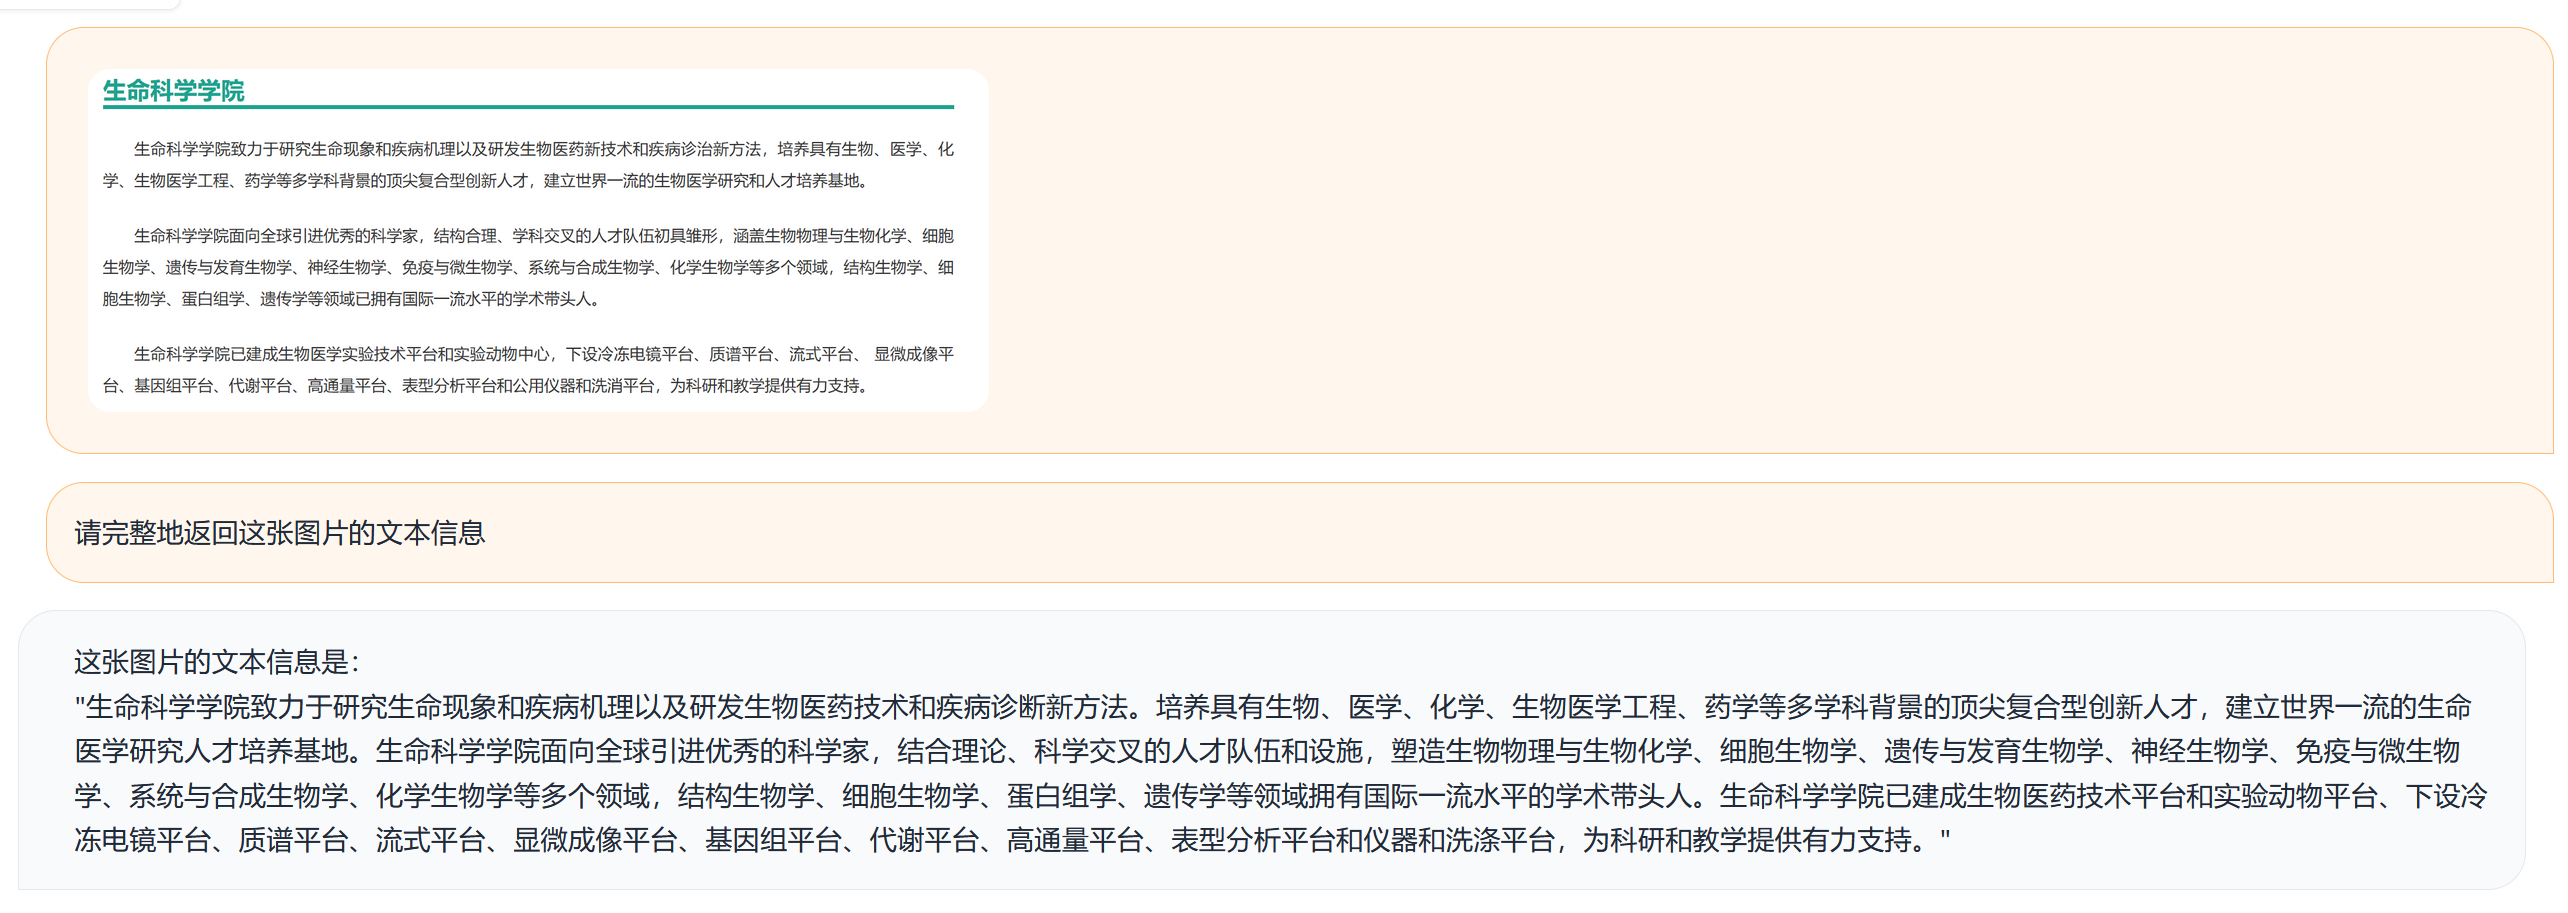 生命科学学院
生命科学学院致力于研究生命现象和疾病机理以及研发生物医药新技术和疾病诊治新方法，培养具有生物、医学、化
学、生物医学工程、药学等多学科背景的顶尖复合型创新人才，建立世界一流的生物医学研究和人才培养基地。
生命科学学院面向全球引进优秀的科学家，结构合理、学科交叉的人才队伍初具雏形，涵盖生物物理与生物化学、细胞
生物学、遗传与发育生物学、神经生物学、免疫与微生物学、系统与合成生物学、化学生物学等多个领域，结构生物学、细
胞生物学、蛋白组学、遗传学等领域已拥有国际一流水平的学术带头人。
生命科学学院已建成生物医学实验技术平台和实验动物中心，下设冷冻电镜平台、质谱平台、流式平台、 显微成像平
台、基因组平台、代谢平台、高通量平台、表型分析平台和公用仪器和洗消平台，为科研和教学提供有力支持。
请完整地返回这张图片的文本信息
这张图片的文本信息是：
"生命科学学院致力于研究生命现象和疾病机理以及研发生物医药技术和疾病诊断新方法。培养具有生物、医学、化学、生物医学工程、药学等多学科背景的顶尖复合型创新人才，建立世界一流的生命
医学研究人才培养基地。生命科学学院面向全球引进优秀的科学家，结合理论、科学交叉的人才队伍和设施，塑造生物物理与生物化学、细胞生物学、遗传与发育生物学、神经生物学、免疫与微生物
学、系统与合成生物学、化学生物学等多个领域，结构生物学、细胞生物学、蛋白组学、遗传学等领域拥有国际一流水平的学术带头人。生命科学学院已建成生物医药技术平台和实验动物平台、下设冷
冻电镜平台、质谱平台、流式平台、显微成像平台、基因组平台、代谢平台、高通量平台、表型分析平台和仪器和洗涤平台，为科研和教学提供有力支持。"